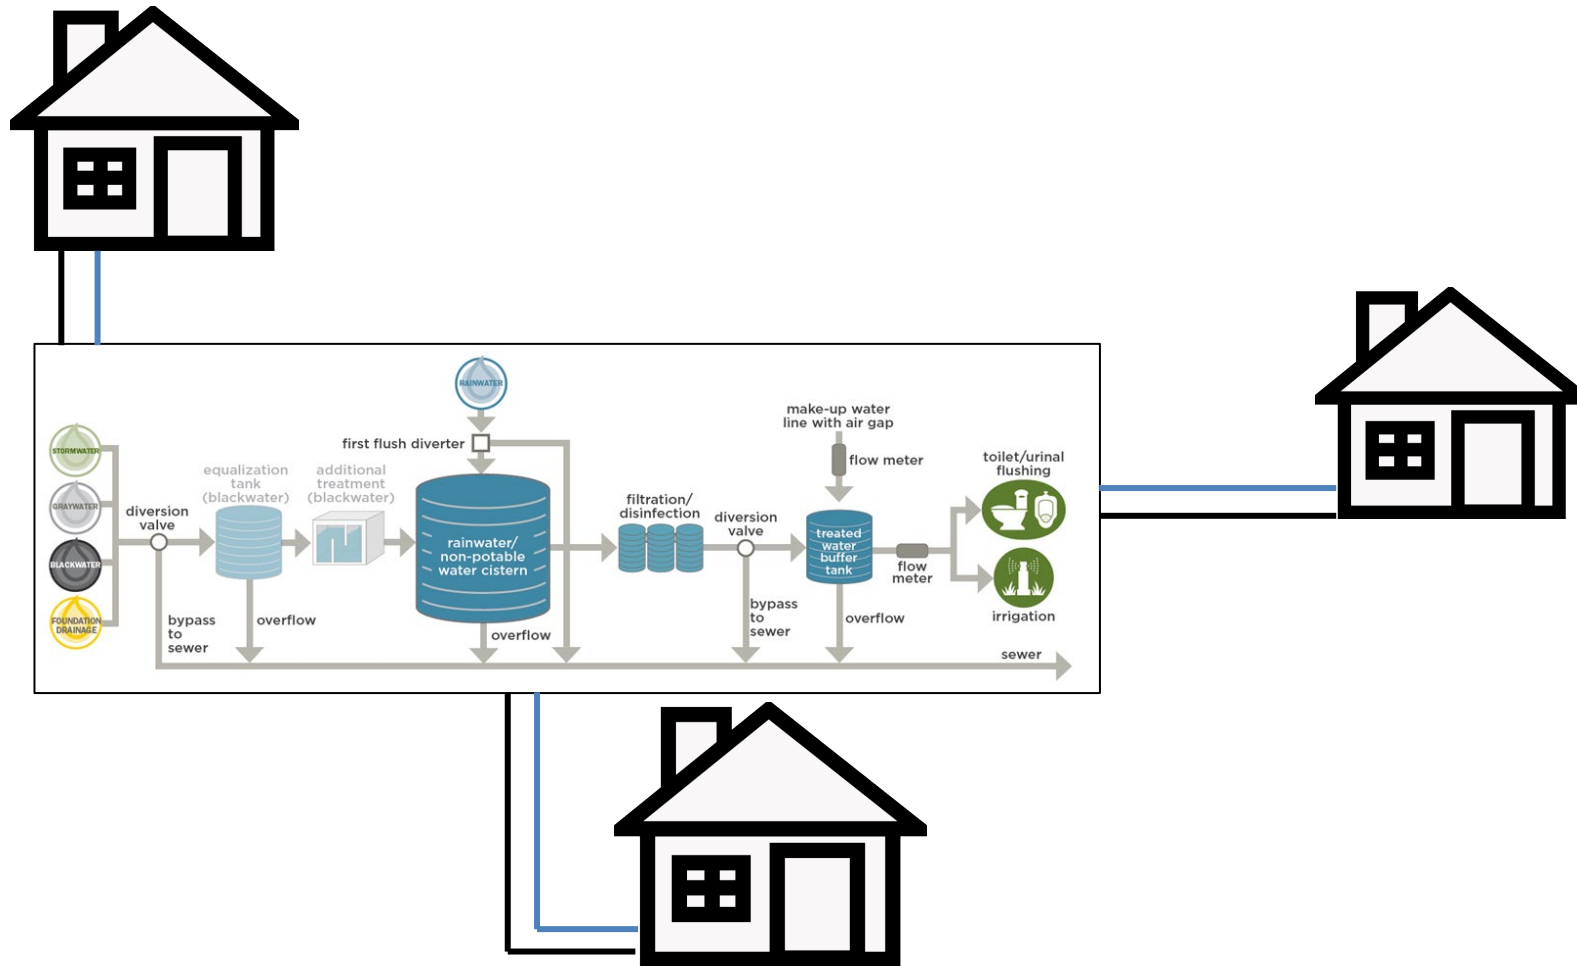 RAINWATER
first flush diverter
make-up water
line with air gap
flow meter
STORMWATER
GRAYWATER
BLACKWATER
FOUNDATION
DRAINAGE
diversion
valve
equalization
tank
(blackwater)
additional
treatment
(blackwater)
rainwater/
non-potable
water cistern
filtration/
disinfection
diversion
valve
treated
water
buffer
tank
flow
meter
toilet/urinal
flushing
irrigation
bypass
to
sewer
overflow
overflow
bypass
to
sewer
overflow
sewer